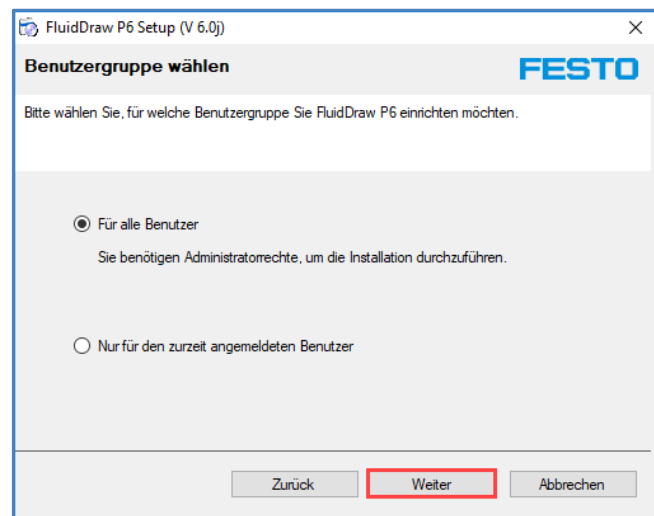 FluidDraw P6 Setup (V 6.0j)
Benutzergruppe wählen
FESTO
Bitte wählen Sie, für welche Benutzergruppe Sie FluidDraw P6 einrichten möchten.
Für alle Benutzer
Sie benötigen Administratorrechte, um die Installation durchzuführen.
Nur für den zurzeit angemeldeten Benutzer
Zurück
Weiter
Abbrechen